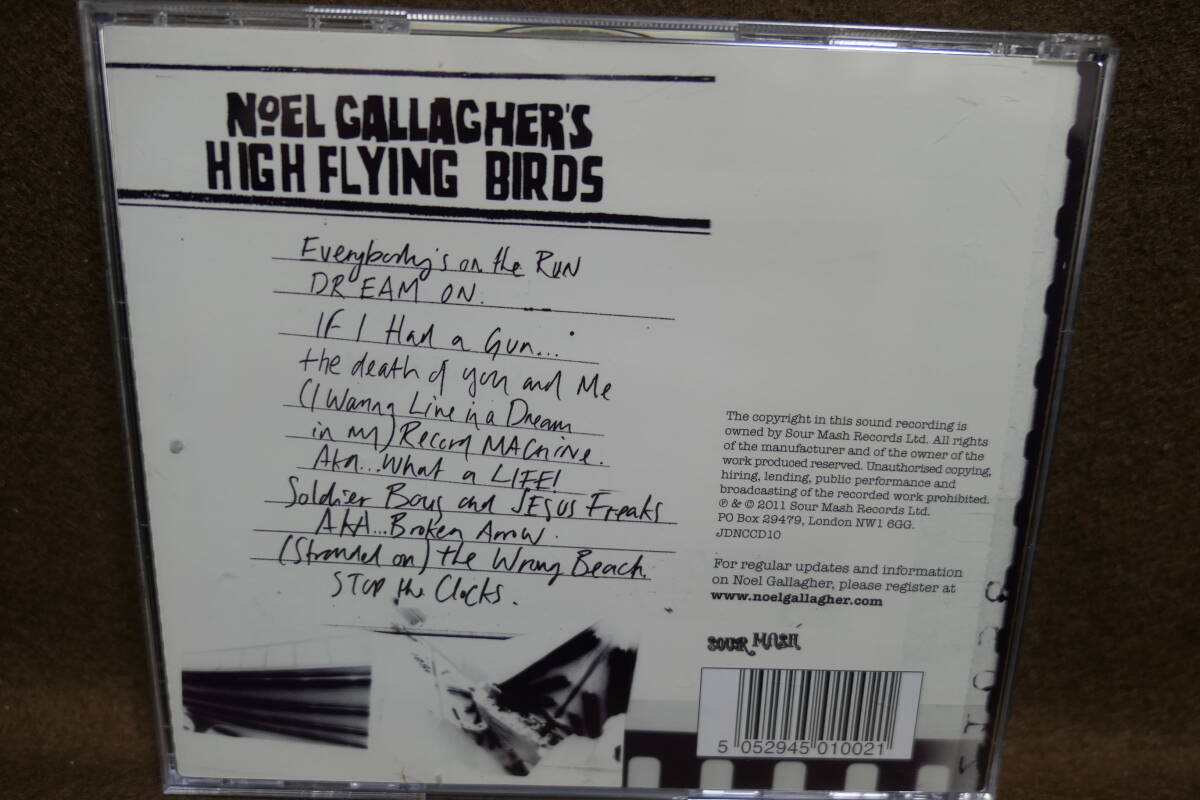 NOEL GALLAGHER'S
HIGH FLYING BIRDS
Everybody's on the RUN
DREAM ON.
IF I Had a Gun...
the death of you and Me
(I Wanna Live in a Dream
in my) Record MACHINE.
AKA...What a LIFE!
Soldier Boys and JESUS Freaks
AKA...Broken Arrow.
(Stranded on) the Wrong Beach.
STOP the Clocks.
The copyright in this sound recording is
owned by Sour Mash Records Ltd. All rights
of the manufacturer and of the owner of the
work produced reserved. Unauthorised copying,
hiring, lending, public performance and
broadcasting of the recorded work prohibited.
℗ & © 2011 Sour Mash Records Ltd.
PO Box 29479, London NW1 6GG.
JDNCCD10
For regular updates and information
on Noel Gallagher, please register at
www.noelgallagher.com
SOUR MASH
5 052945 010021